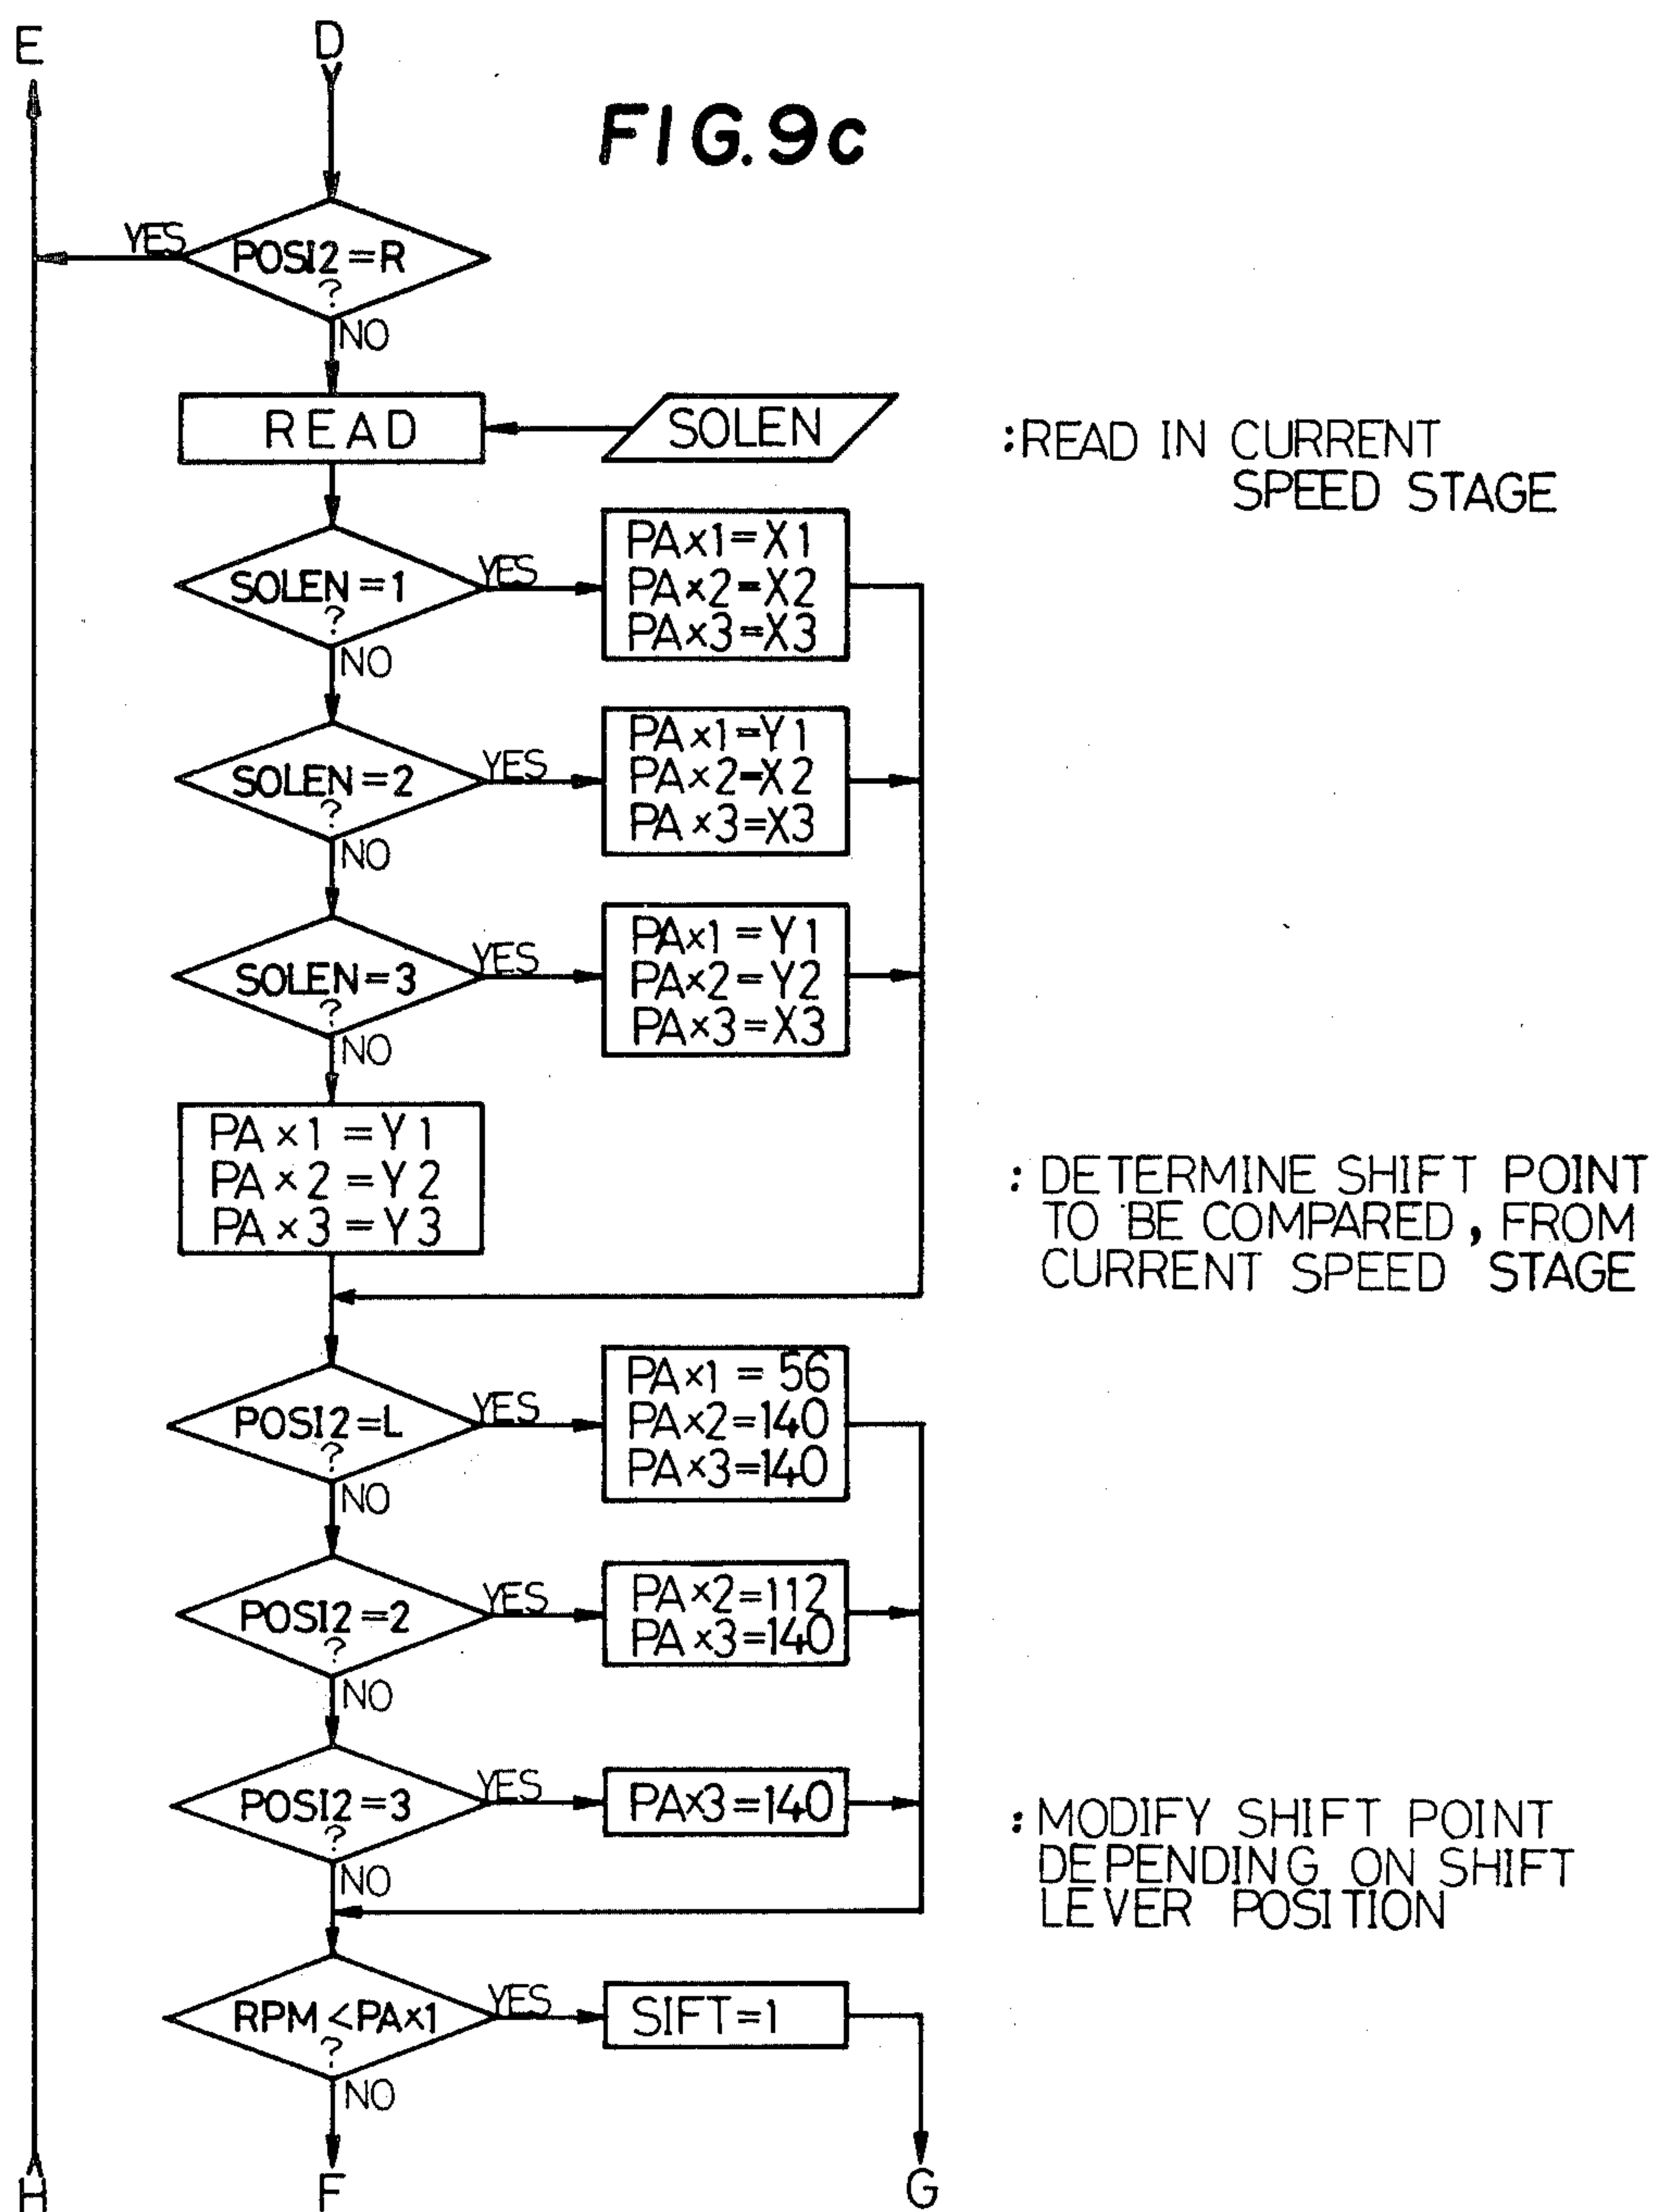 E
D
FIG.9c
YES
POSI2=R
?
NO
READ
SOLEN
:READ IN CURRENT
SPEED STAGE
SOLEN=1
?
YES
NO
PAx1=X1
PAx2=X2
PAx3=X3
SOLEN=2
?
YES
NO
PAx1=Y1
PAx2=X2
PAx3=X3
SOLEN=3
?
YES
NO
PAx1=Y1
PAx2=Y2
PAx3=X3
PAx1=Y1
PAx2=Y2
PAx3=Y3
: DETERMINE SHIFT POINT
TO BE COMPARED, FROM
CURRENT SPEED STAGE
POSI2=L
?
YES
NO
PAx1=56
PAx2=140
PAx3=140
POSI2=2
?
YES
NO
PAx2=112
PAx3=140
POSI2=3
?
YES
NO
PAx3=140
: MODIFY SHIFT POINT
DEPENDING ON SHIFT
LEVER POSITION
RPM<PAx1
?
YES
NO
SIFT=1
H
F
G